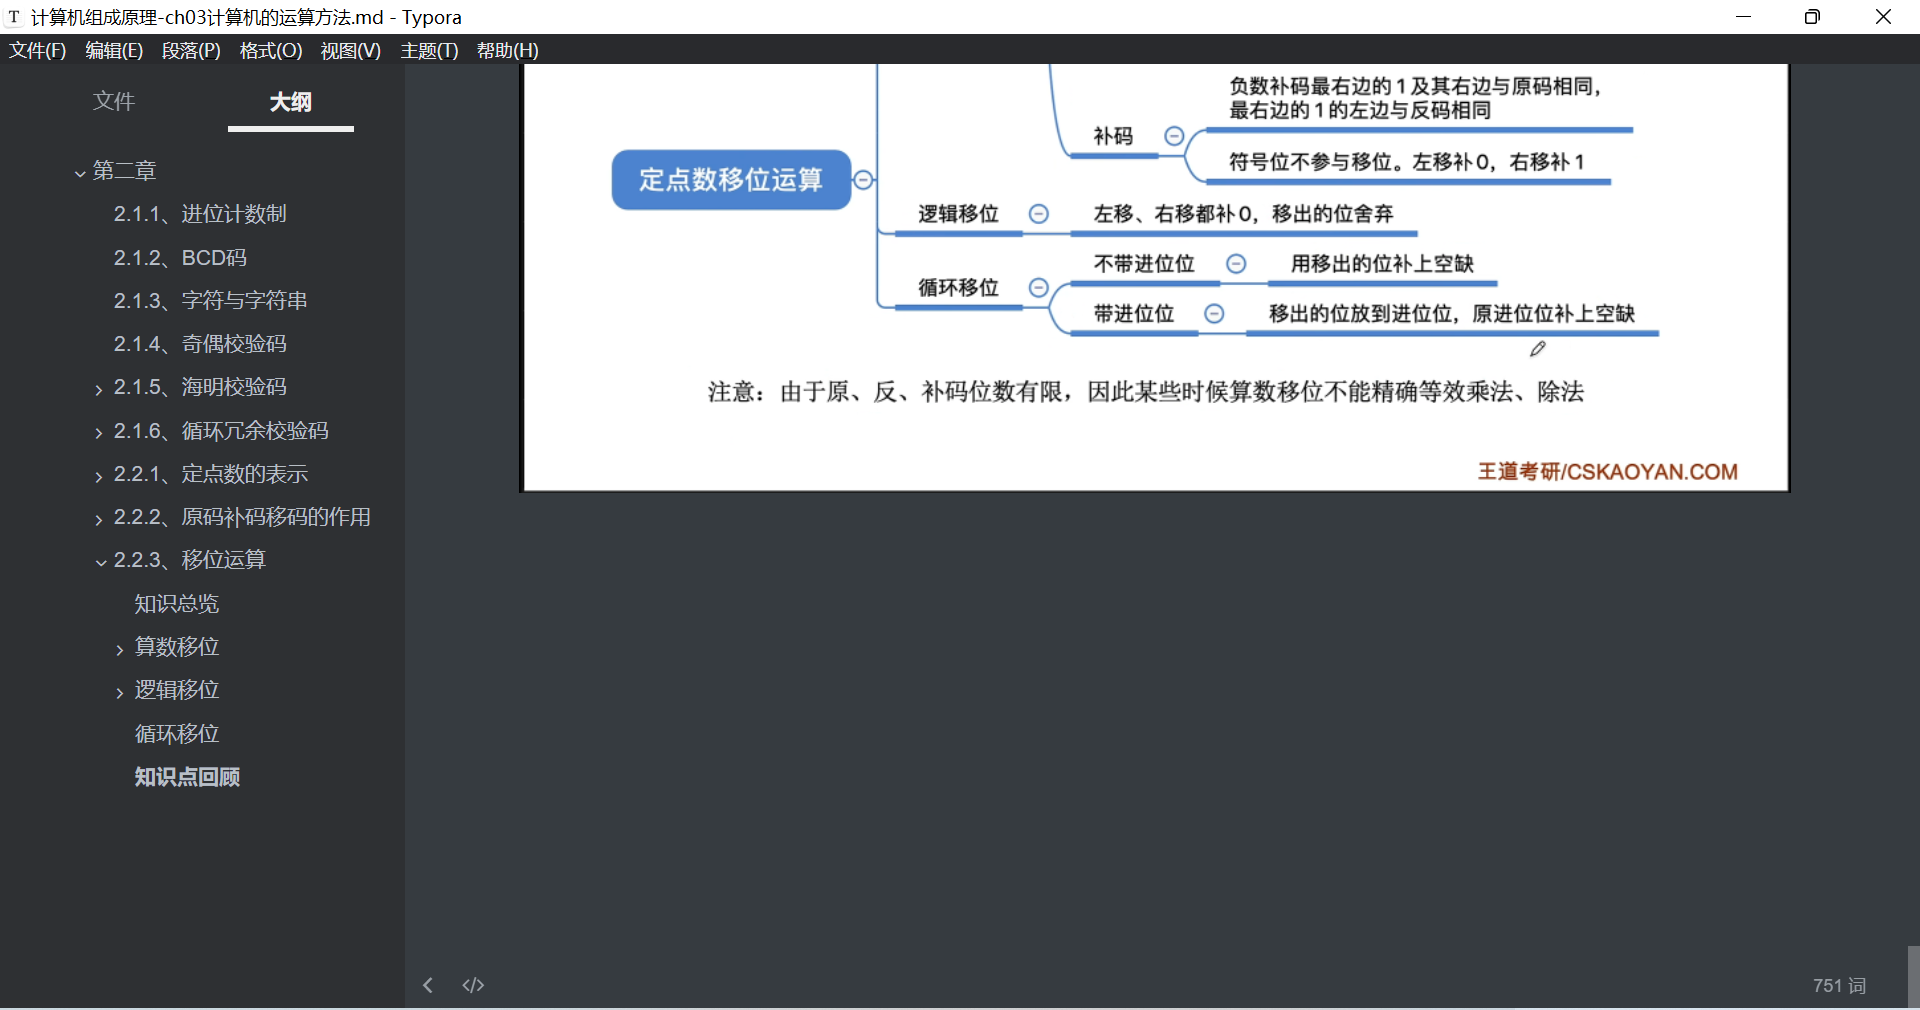 计算机组成原理-ch03计算机的运算方法.md - Typora
文件(F) 编辑(E) 段落(P) 格式(O) 视图(V) 主题(T) 帮助(H)
文件 大纲
第二章
2.1.1、进位计数制
2.1.2、BCD码
2.1.3、字符与字符串
2.1.4、奇偶校验码
2.1.5、海明校验码
2.1.6、循环冗余校验码
2.2.1、定点数的表示
2.2.2、原码补码移码的作用
2.2.3、移位运算
知识总览
算数移位
逻辑移位
循环移位
知识点回顾
定点数移位运算
补码
负数补码最右边的1及其右边与原码相同，
最右边的1的左边与反码相同
符号位不参与移位。左移补0，右移补1
逻辑移位
左移、右移都补0，移出的位舍弃
循环移位
不带进位位
用移出的位补上空缺
带进位位
移出的位放到进位位，原进位位补上空缺
注意：由于原、反、补码位数有限，因此某些时候算数移位不能精确等效乘法、除法
王道考研/CSKAOYAN.COM
751 词